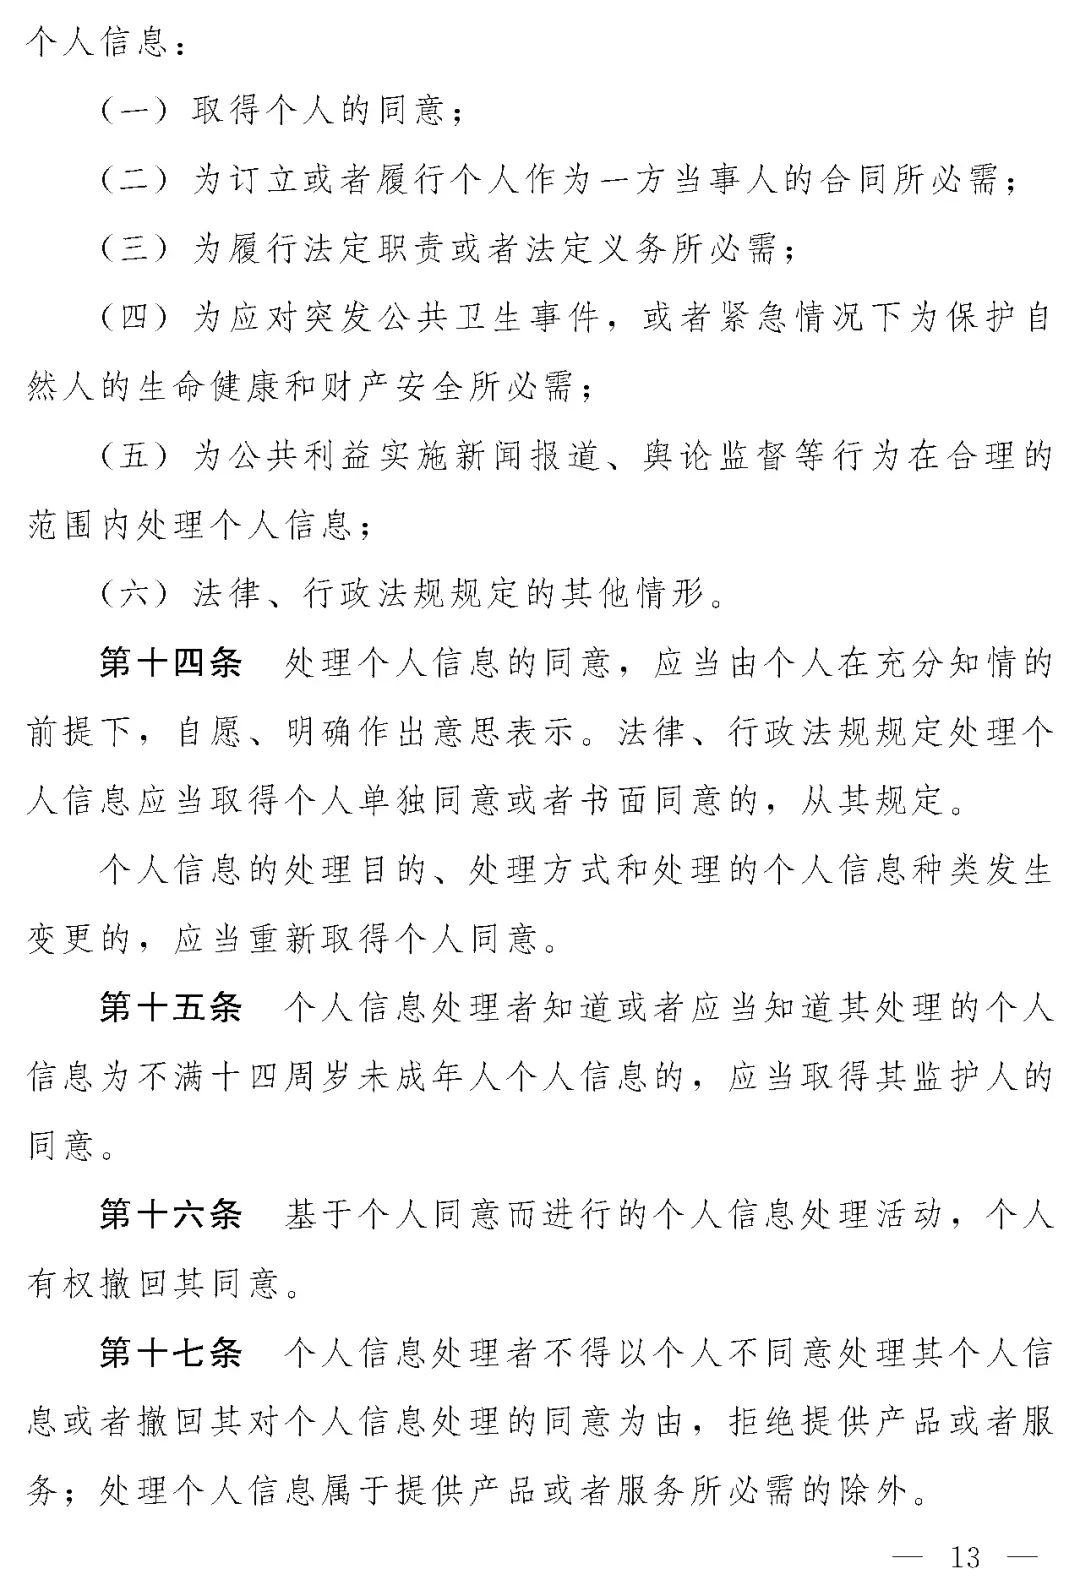 个人信息：
（一）取得个人的同意；
（二）为订立或者履行个人作为一方当事人的合同所必需；
（三）为履行法定职责或者法定义务所必需；
（四）为应对突发公共卫生事件，或者紧急情况下为保护自
然人的生命健康和财产安全所必需；
（五）为公共利益实施新闻报道、舆论监督等行为在合理的
范围内处理个人信息；
（六）法律、行政法规规定的其他情形。
第十四条　处理个人信息的同意，应当由个人在充分知情的
前提下，自愿、明确作出意思表示。法律、行政法规规定处理个
人信息应当取得个人单独同意或者书面同意的，从其规定。
个人信息的处理目的、处理方式和处理的个人信息种类发生
变更的，应当重新取得个人同意。
第十五条　个人信息处理者知道或者应当知道其处理的个人
信息为不满十四周岁未成年人个人信息的，应当取得其监护人的
同意。
第十六条　基于个人同意而进行的个人信息处理活动，个人
有权撤回其同意。
第十七条　个人信息处理者不得以个人不同意处理其个人信
息或者撤回其对个人信息处理的同意为由，拒绝提供产品或者服
务；处理个人信息属于提供产品或者服务所必需的除外。
— 13 —